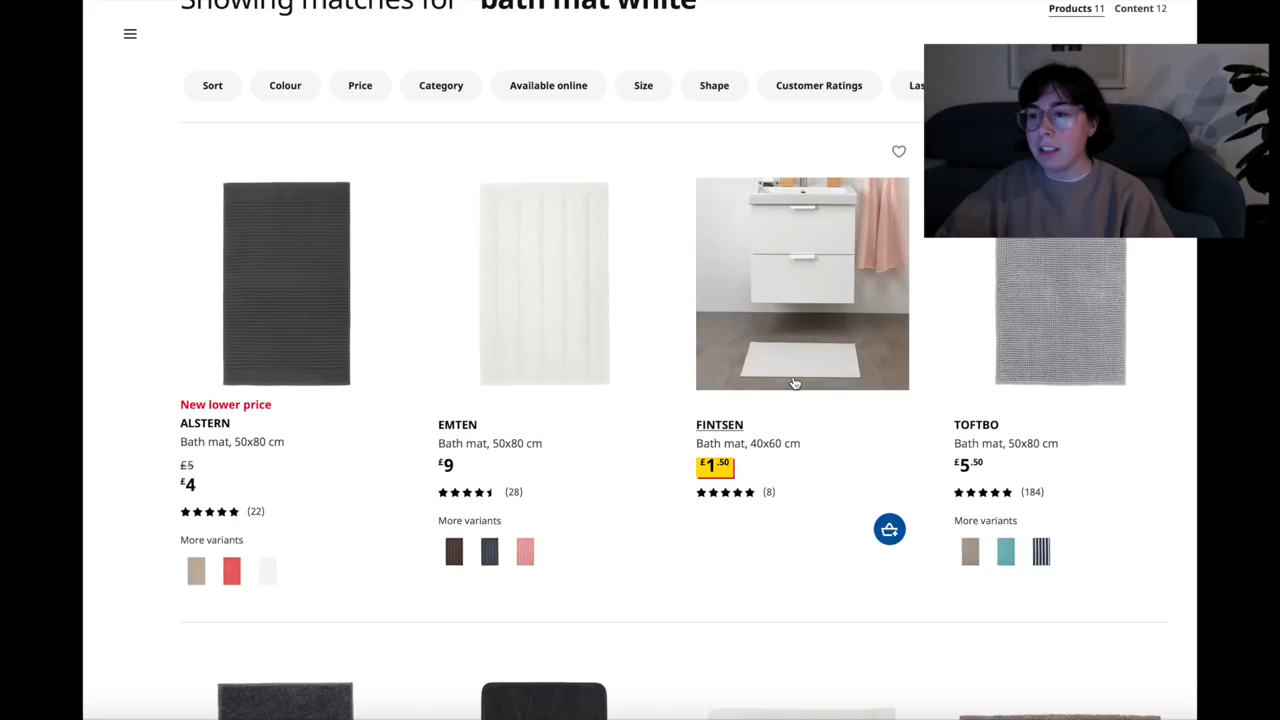 Showing matches for "bath mat white"
Products 11 Content 12
Sort Colour Price Category Available online Size Shape Customer Ratings Las
New lower price
ALSTERN
Bath mat, 50x80 cm
£5
£4
(22)
More variants
EMTEN
Bath mat, 50x80 cm
£9
(28)
More variants
FINTSEN
Bath mat, 40x60 cm
£1.50
(8)
TOFTBO
Bath mat, 50x80 cm
£5.50
(184)
More variants